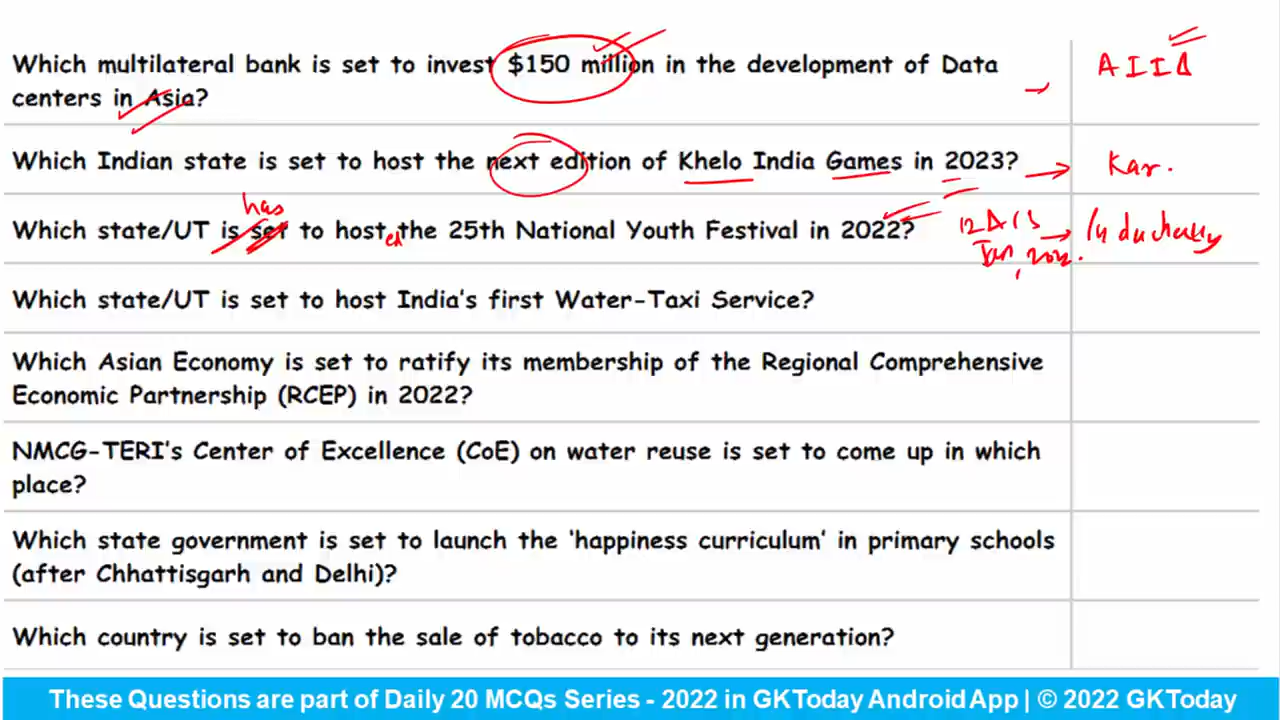 Which multilateral bank is set to invest $150 million in the development of Data
centers in Asia?
AIIA
Which Indian state is set to host the next edition of Khelo India Games in 2023?
Kar.
has
Which state/UT is set to hosted the 25th National Youth Festival in 2022?
12 & 13
Jan, 2022.
Which state/UT is set to host India's first Water-Taxi Service?
Which Asian Economy is set to ratify its membership of the Regional Comprehensive
Economic Partnership (RCEP) in 2022?
NMCG-TERI's Center of Excellence (CoE) on water reuse is set to come up in which
place?
Which state government is set to launch the 'happiness curriculum' in primary schools
(after Chhattisgarh and Delhi)?
Which country is set to ban the sale of tobacco to its next generation?
These Questions are part of Daily 20 MCQs Series - 2022 in GKToday Android App | © 2022 GKToday